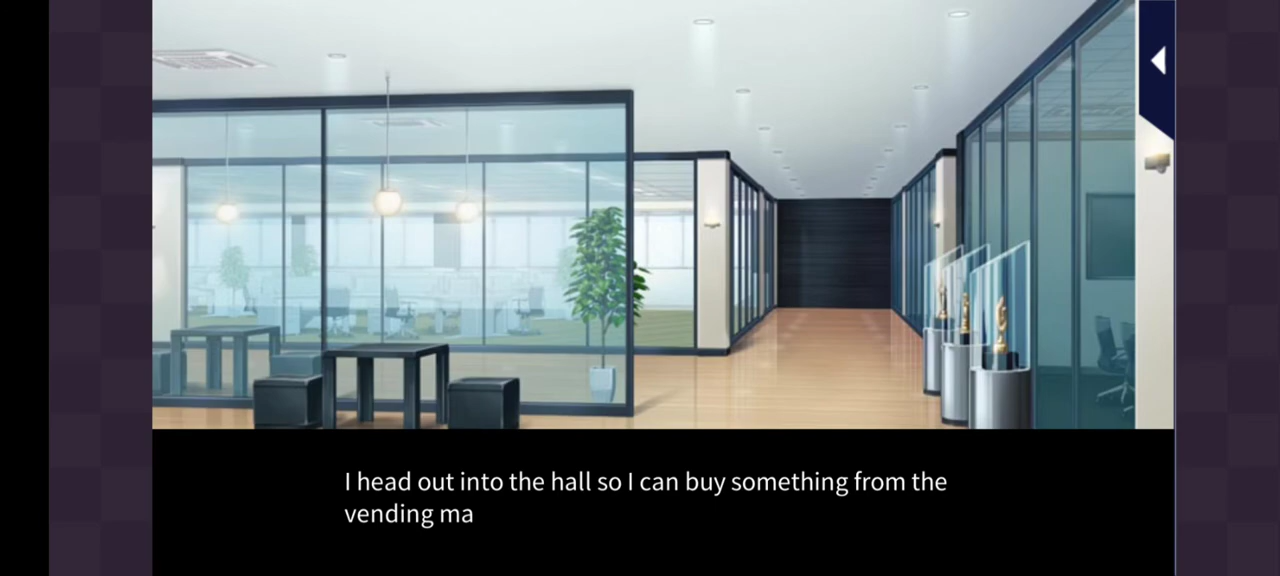 I head out into the hall so I can buy something from the
vending ma